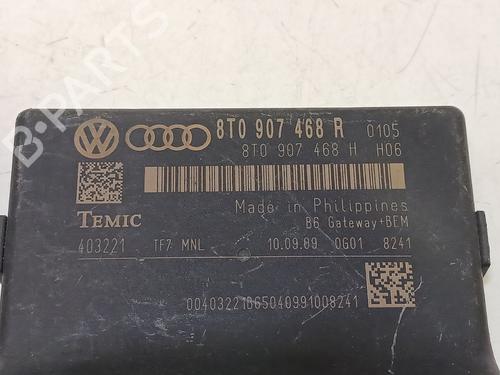 8T0 907 468 R 0105
8T0 907 468 H H06
TEMIC
Made in Philippines
B6 Gateway+BEM
403221 TF7 MNL 10.09.89 0G01 8241
00403221065040991008241
B-PARTS